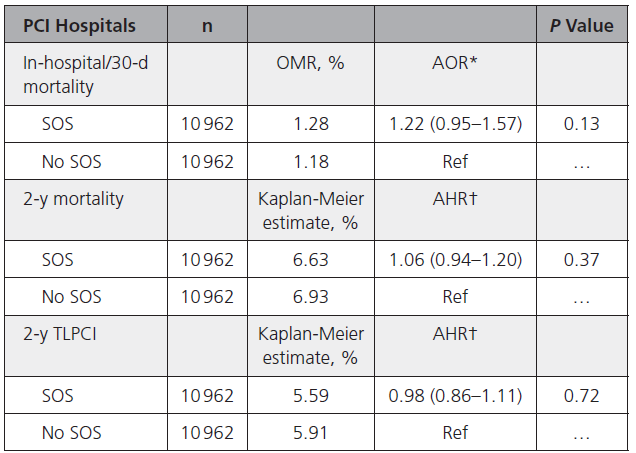 PCI Hospitals n P Value
In-hospital/30-d mortality OMR, % AOR*
SOS 10 962 1.28 1.22 (0.95–1.57) 0.13
No SOS 10 962 1.18 Ref …
2-y mortality Kaplan-Meier estimate, % AHR†
SOS 10 962 6.63 1.06 (0.94–1.20) 0.37
No SOS 10 962 6.93 Ref …
2-y TLPCI Kaplan-Meier estimate, % AHR†
SOS 10 962 5.59 0.98 (0.86–1.11) 0.72
No SOS 10 962 5.91 Ref …